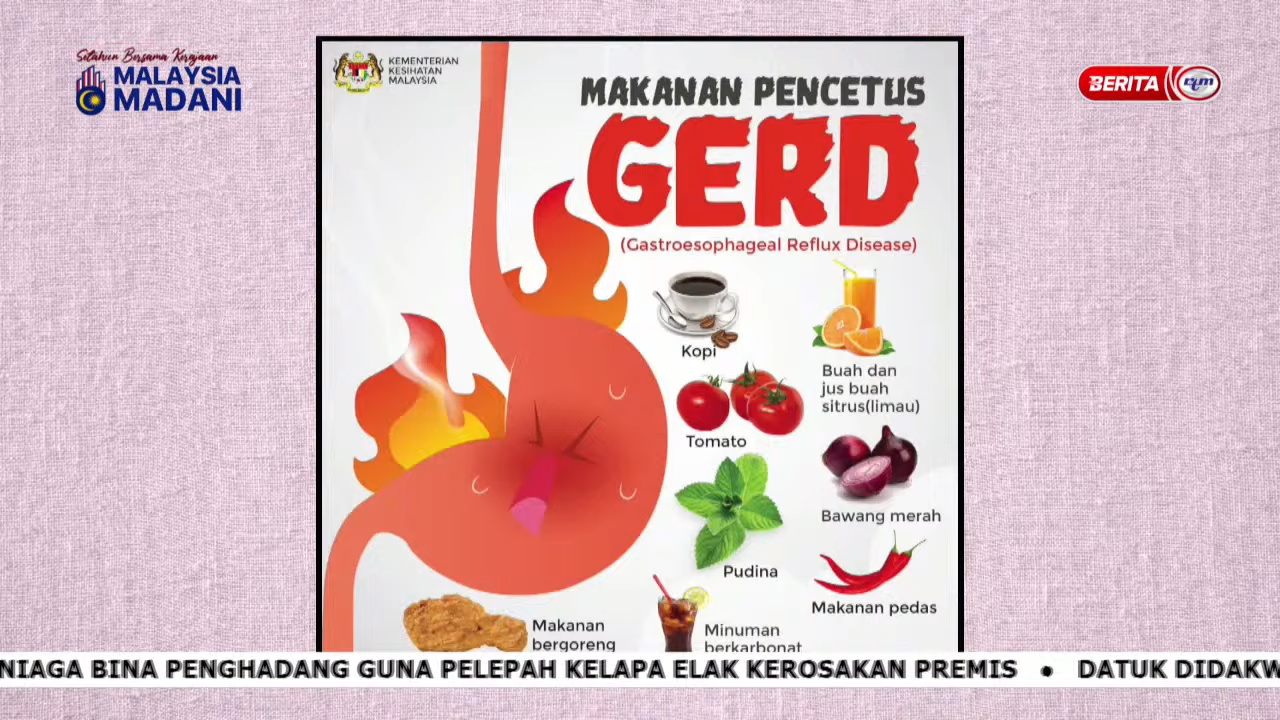 Setahun Bersama Kerajaan
MALAYSIA
MADANI
KEMENTERIAN
KESIHATAN
MALAYSIA
BERITA
MAKANAN PENCETUS
GERD
(Gastroesophageal Reflux Disease)
Kopi
Buah dan
jus buah
sitrus(limau)
Tomato
Bawang merah
Pudina
Makanan pedas
Makanan
bergoreng
Minuman
berkarbonat
NIAGA BINA PENGHADANG GUNA PELEPAH KELAPA ELAK KEROSAKAN PREMIS • DATUK DIDAKW